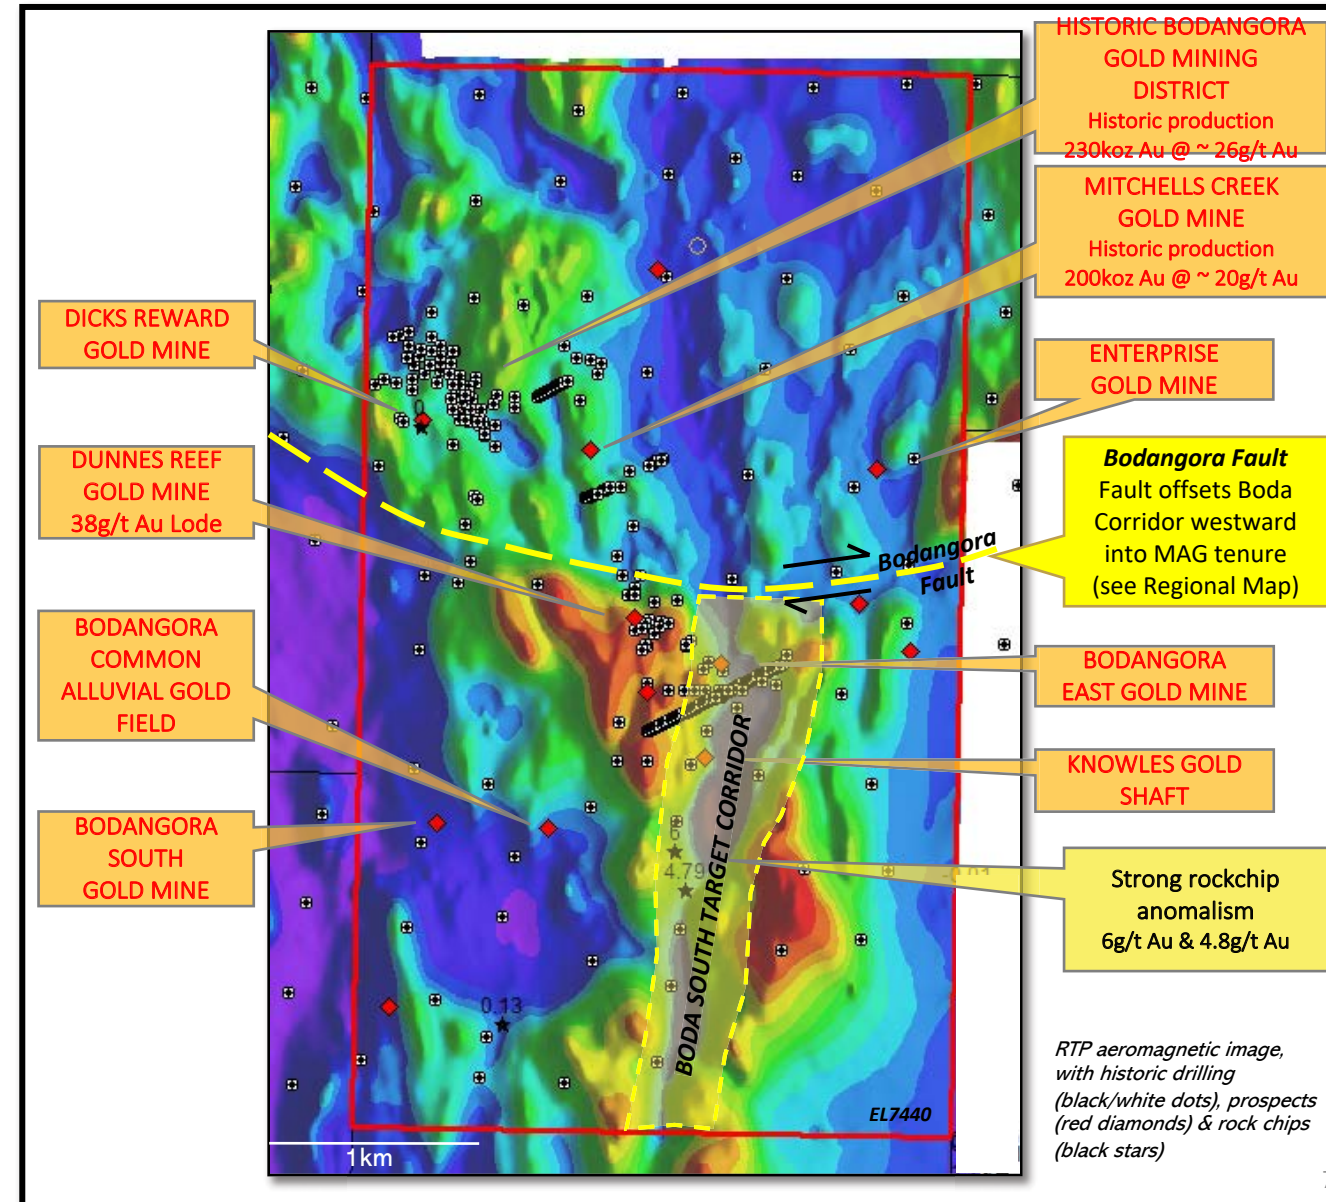 HISTORIC BODANGORA
GOLD MINING
DISTRICT
Historic production
230koz Au @ ~ 26g/t Au
MITCHELLS CREEK
GOLD MINE
Historic production
200koz Au @ ~ 20g/t Au
DICKS REWARD
GOLD MINE
ENTERPRISE
GOLD MINE
DUNNES REEF
GOLD MINE
38g/t Au Lode
Bodangora Fault
Fault offsets Boda
Corridor westward
into MAG tenure
(see Regional Map)
Bodangora
Fault
BODANGORA
COMMON
ALLUVIAL GOLD
FIELD
BODANGORA
EAST GOLD MINE
KNOWLES GOLD
SHAFT
BODANGORA
SOUTH
GOLD MINE
BODA SOUTH TARGET CORRIDOR
0
6
4.79
-0.01
0.13
Strong rockchip
anomalism
6g/t Au & 4.8g/t Au
RTP aeromagnetic image,
with historic drilling
(black/white dots), prospects
(red diamonds) & rock chips
(black stars)
EL7440
1km